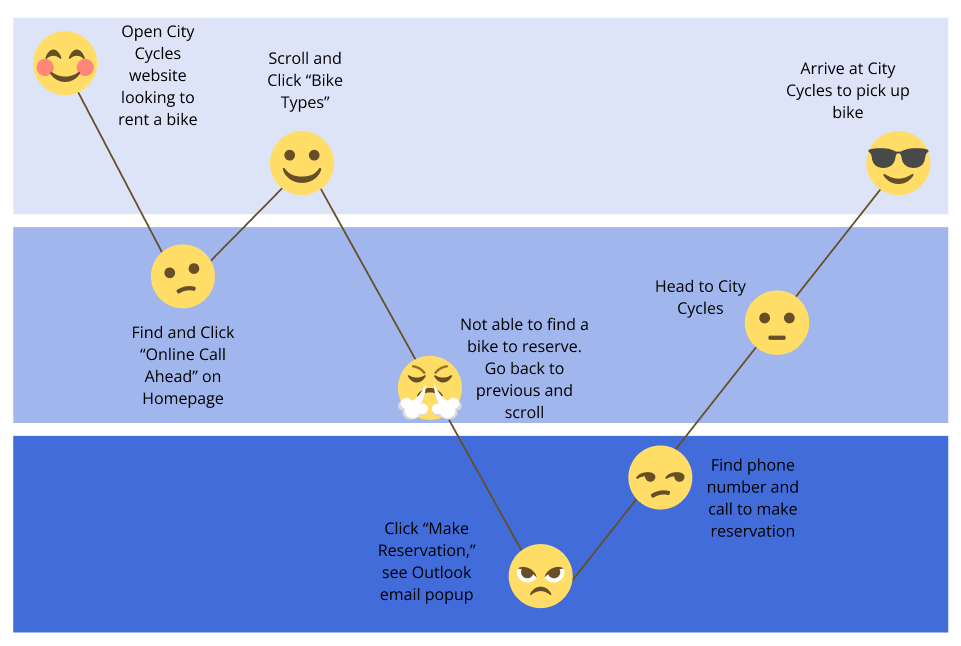 Open City
Cycles
website
looking to
rent a bike
Scroll and
Click “Bike
Types”
Arrive at City
Cycles to pick up
bike
Find and Click
“Online Call
Ahead” on
Homepage
Not able to find a
bike to reserve.
Go back to
previous and
scroll
Head to City
Cycles
Click “Make
Reservation,”
see Outlook
email popup
Find phone
number and
call to make
reservation